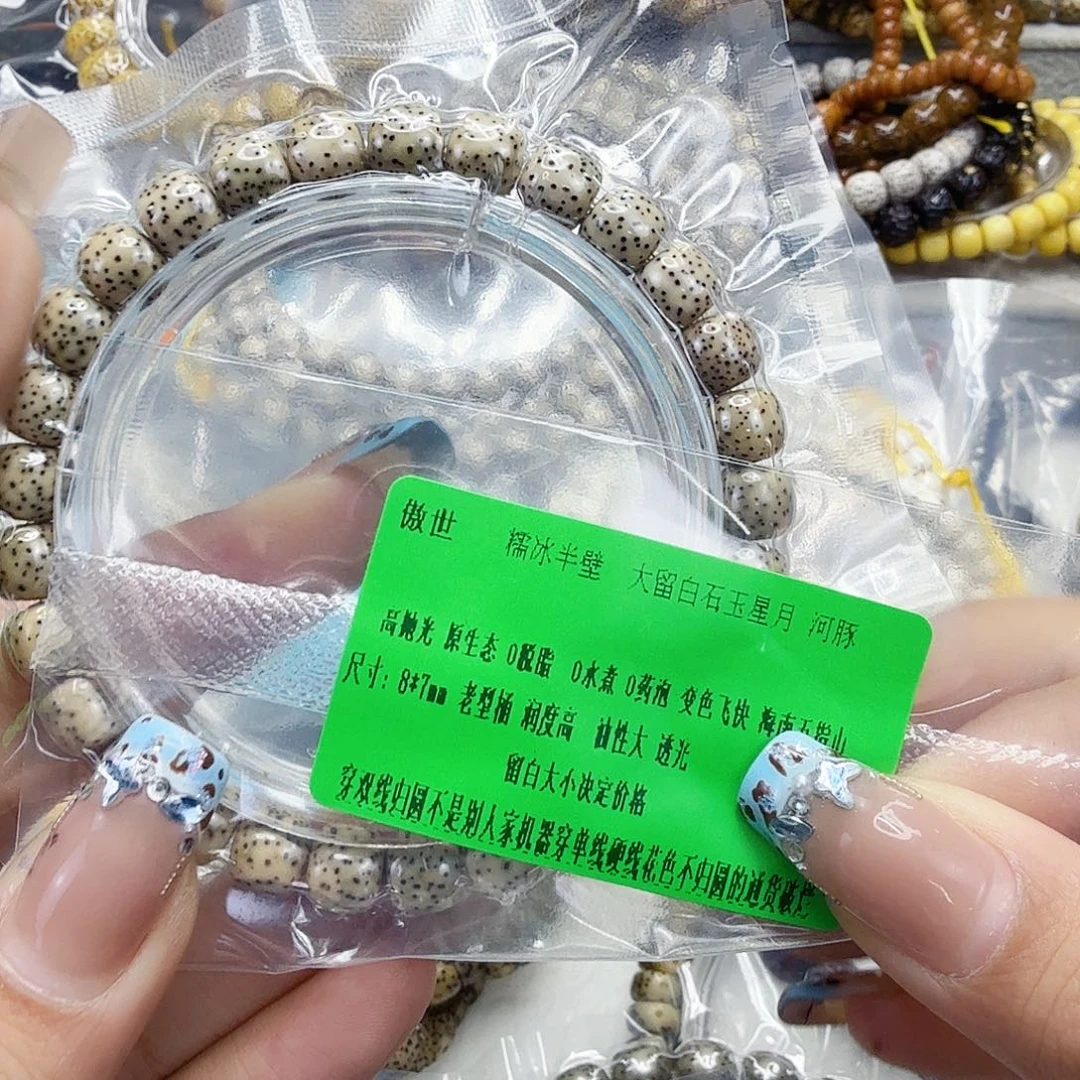 傲世 糯冰半壁 大留白石玉星月 河豚
高抛光 原生态 0脱脂 0水煮 0药泡 变色飞快 海南五指山
尺寸：8*7mm 老型桶 润度高 油性大 透光
留白大小决定价格
穿双线归圆不是别人家机器穿单线硬线花色不归圆的通货破烂